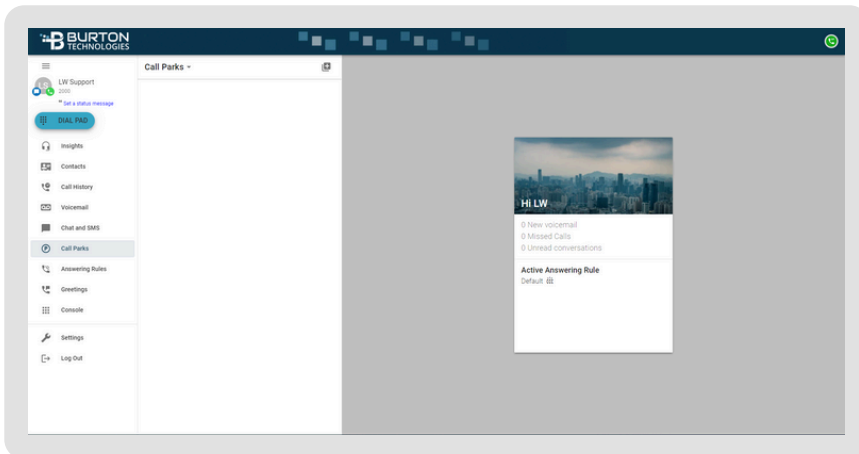 BURTON
TECHNOLOGIES
LW Support
2000
Set a status message
DIAL PAD
Insights
Contacts
Call History
Voicemail
Chat and SMS
Call Parks
Answering Rules
Greetings
Console
Settings
Log Out
Call Parks
Hi LW
0 New voicemail
0 Missed Calls
0 Unread conversations
Active Answering Rule
Default